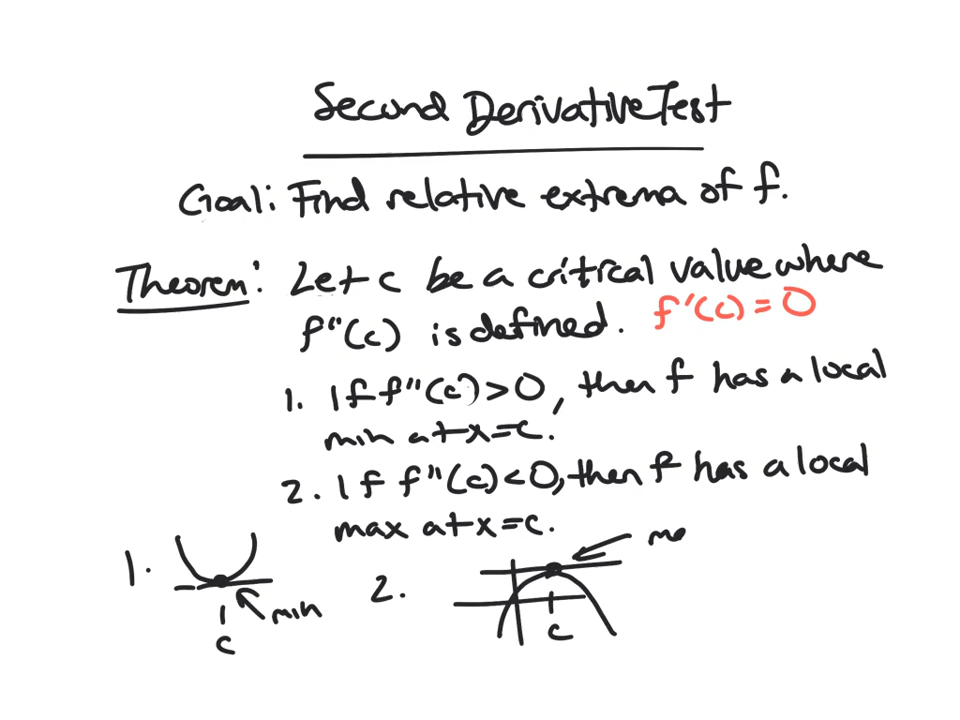 Second Derivative Test
Goal: Find relative extrema of f.
Theorem: Let c be a critical value where
f''(c) is defined. f'(c) = 0
1. If f''(c) > 0, then f has a local
min at x=c.
2. If f''(c) < 0, then f has a local
max at x=c.
1. min
c
2. ma
c